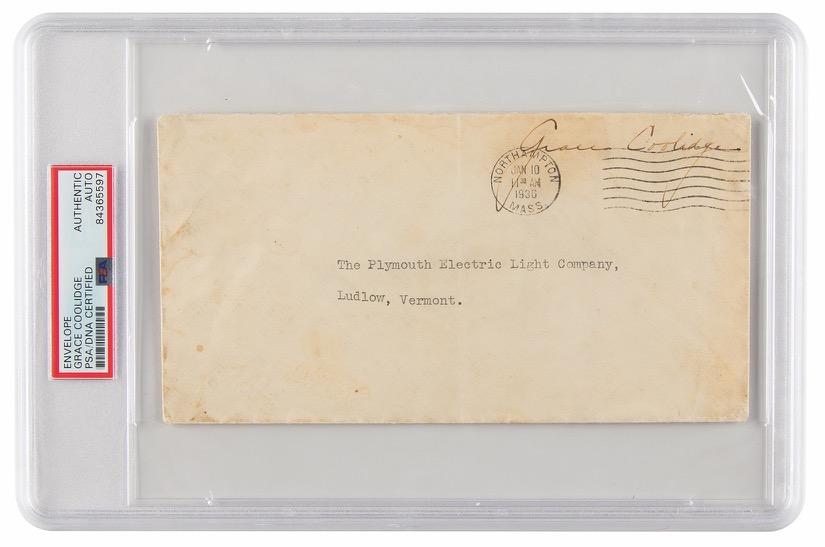 ENVELOPE
GRACE COOLIDGE
PSA/DNA CERTIFIED
AUTHENTIC
AUTO
84365597
PSA
Grace Coolidge
NORTHAMPTON
JAN 10
11 30 AM
1930
MASS.
The Plymouth Electric Light Company,
Ludlow, Vermont.